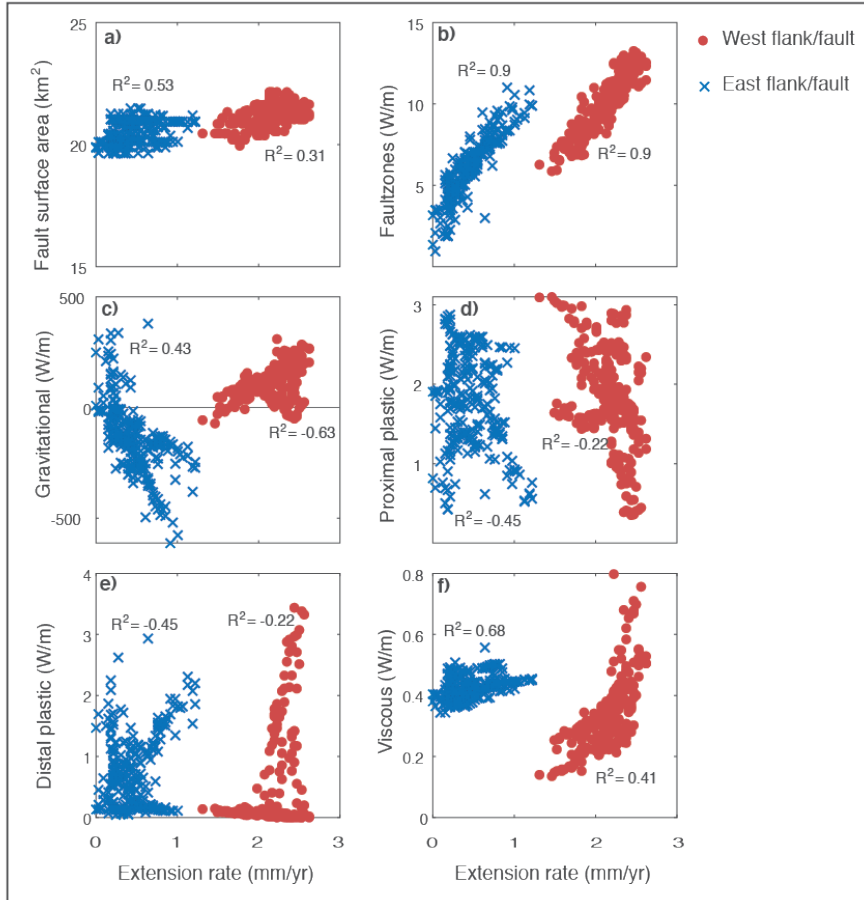 a)
R² = 0.53
R² = 0.31
Fault surface area (km²)
25
20
15
b)
R² = 0.9
R² = 0.9
Faultzones (W/m)
15
10
5
West flank/fault
East flank/fault
c)
R² = 0.43
R² = -0.63
Gravitational (W/m)
500
0
-500
d)
R² = -0.22
R² = -0.45
Proximal plastic (W/m)
3
2
1
e)
R² = -0.45
R² = -0.22
Distal plastic (W/m)
4
3
2
1
0
0 1 2 3
Extension rate (mm/yr)
f)
R² = 0.68
R² = 0.41
Viscous (W/m)
0.8
0.6
0.4
0.2
0
0 1 2 3
Extension rate (mm/yr)